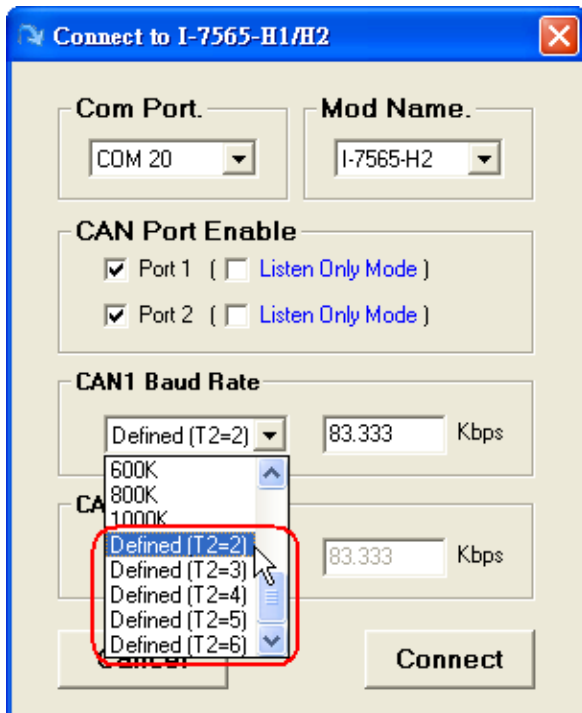 Connect to I-7565-H1/H2
Com Port.
Mod Name.
COM 20
I-7565-H2
CAN Port Enable
Port 1 ( Listen Only Mode )
Port 2 ( Listen Only Mode )
CAN1 Baud Rate
Defined (T2=2)
83.333
Kbps
600K
800K
1000K
Defined (T2=2)
Defined (T2=3)
Defined (T2=4)
Defined (T2=5)
Defined (T2=6)
CA
83.333
Kbps
Cancel
Connect